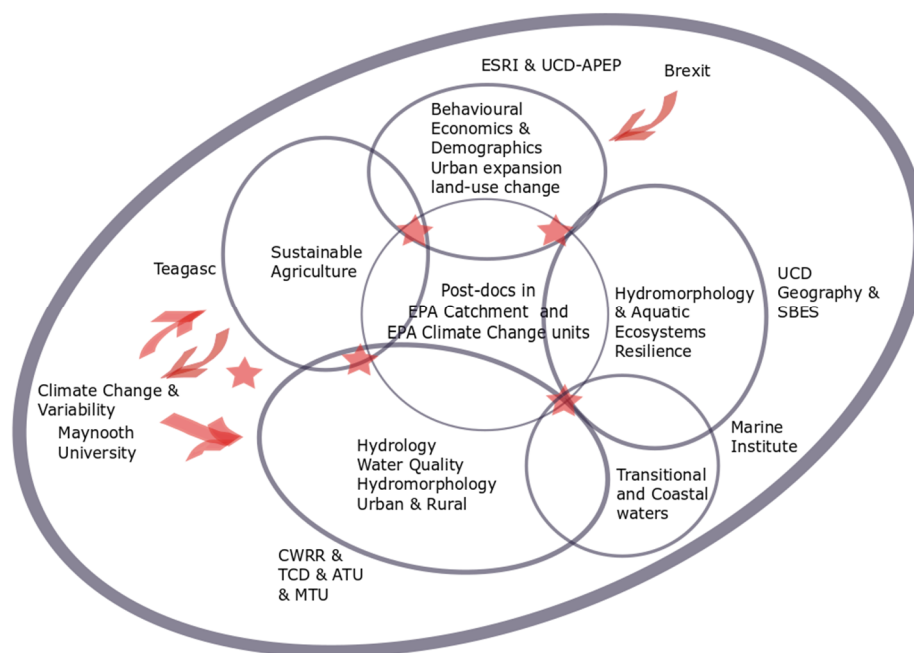 ESRI & UCD-APEP
Brexit
Behavioural
Economics &
Demographics
Urban expansion
land-use change
Sustainable
Agriculture
Teagasc
Post-docs in
EPA Catchment and
EPA Climate Change units
Hydromorphology
& Aquatic
Ecosystems
Resilience
UCD
Geography &
SBES
Climate Change &
Variability
Maynooth
University
Marine
Institute
Hydrology
Water Quality
Hydromorphology
Urban & Rural
Transitional
and Coastal
waters
CWRR &
TCD & ATU
& MTU